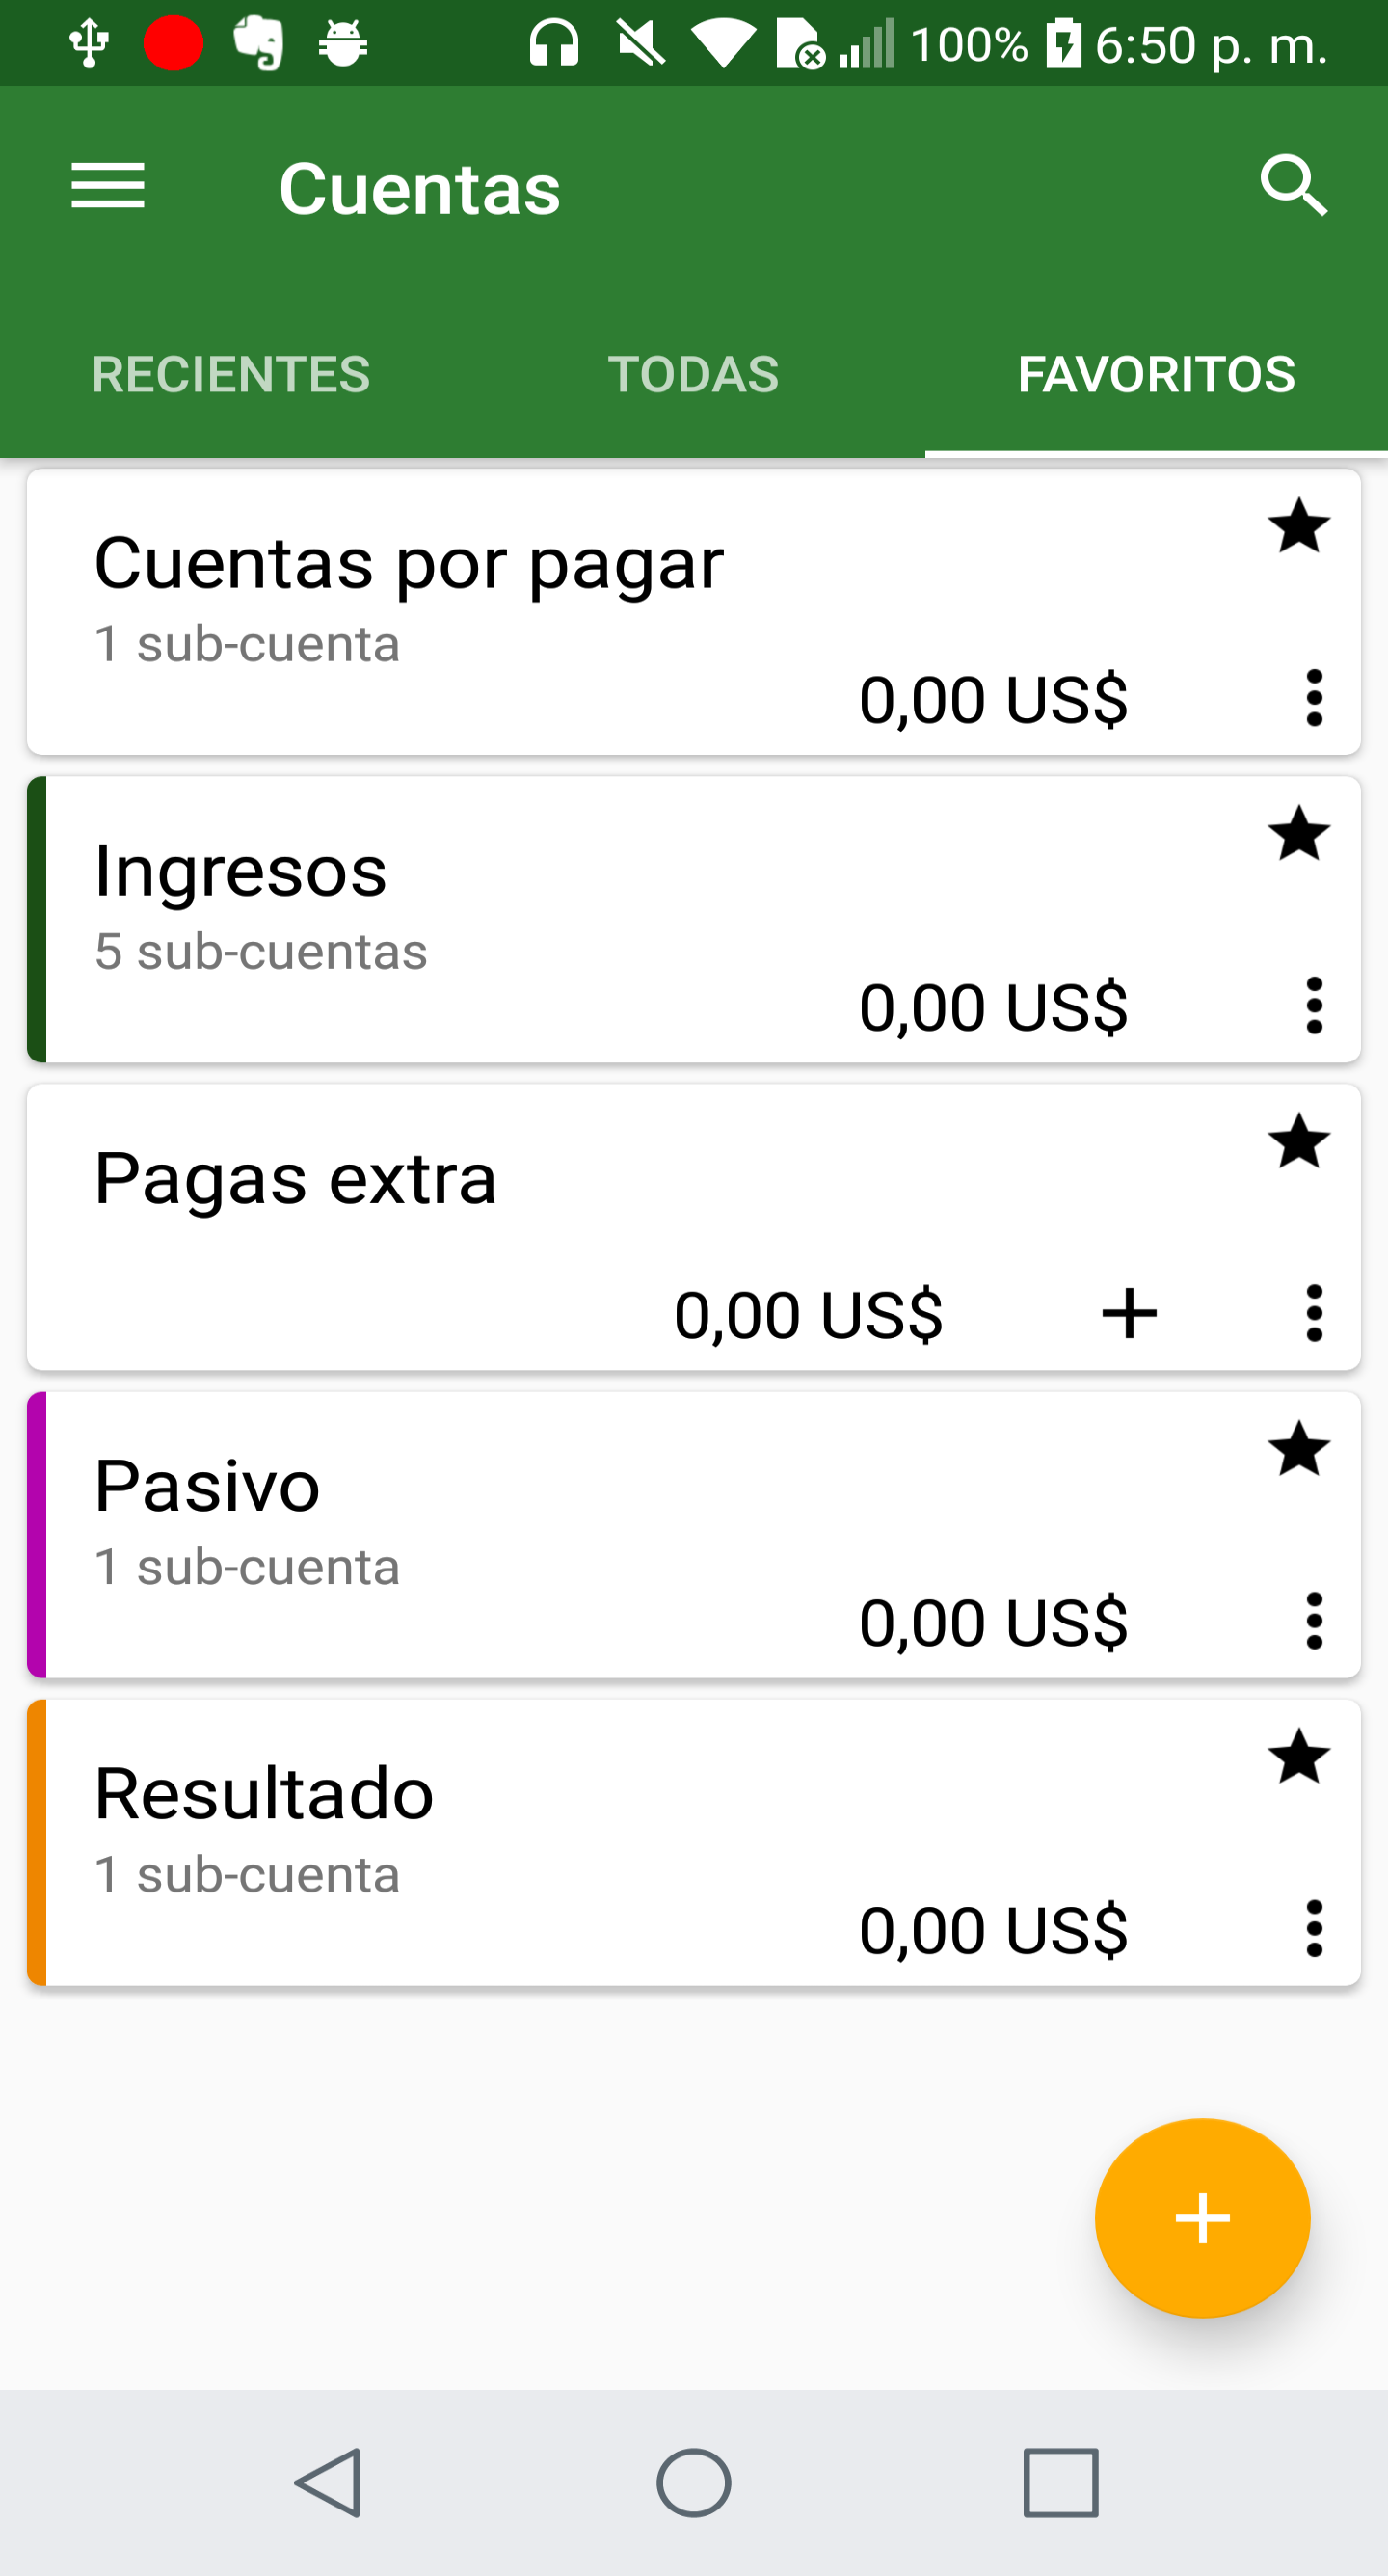 100% 6:50 p. m.
Cuentas
RECIENTES TODAS FAVORITOS
Cuentas por pagar
1 sub-cuenta
0,00 US$
Ingresos
5 sub-cuentas
0,00 US$
Pagas extra
0,00 US$
Pasivo
1 sub-cuenta
0,00 US$
Resultado
1 sub-cuenta
0,00 US$